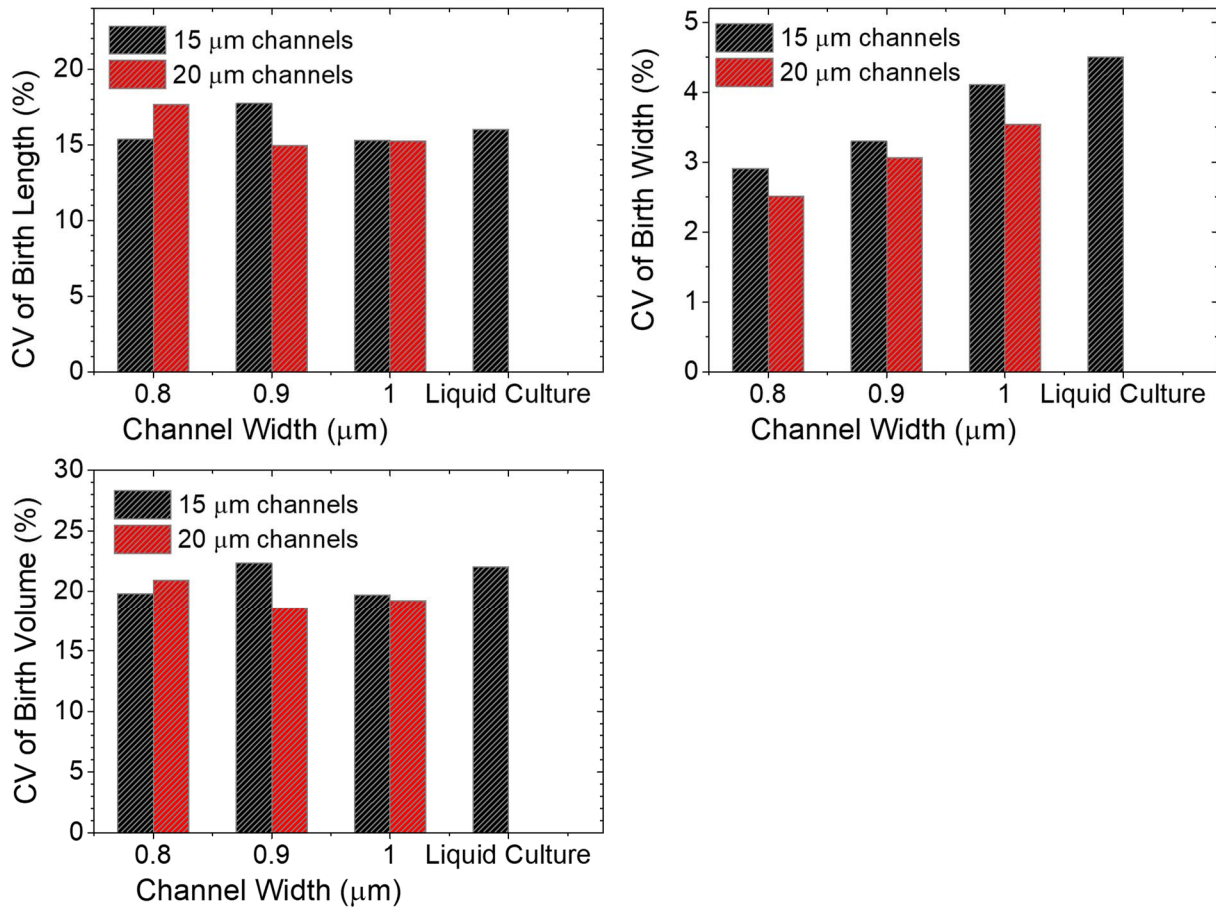 15 μm channels
20 μm channels
CV of Birth Length (%)
20
15
10
5
0
0.8 0.9 1 Liquid Culture
Channel Width (μm)
15 μm channels
20 μm channels
CV of Birth Width (%)
5
4
3
2
1
0
0.8 0.9 1 Liquid Culture
Channel Width (μm)
15 μm channels
20 μm channels
CV of Birth Volume (%)
30
25
20
15
10
5
0
0.8 0.9 1 Liquid Culture
Channel Width (μm)